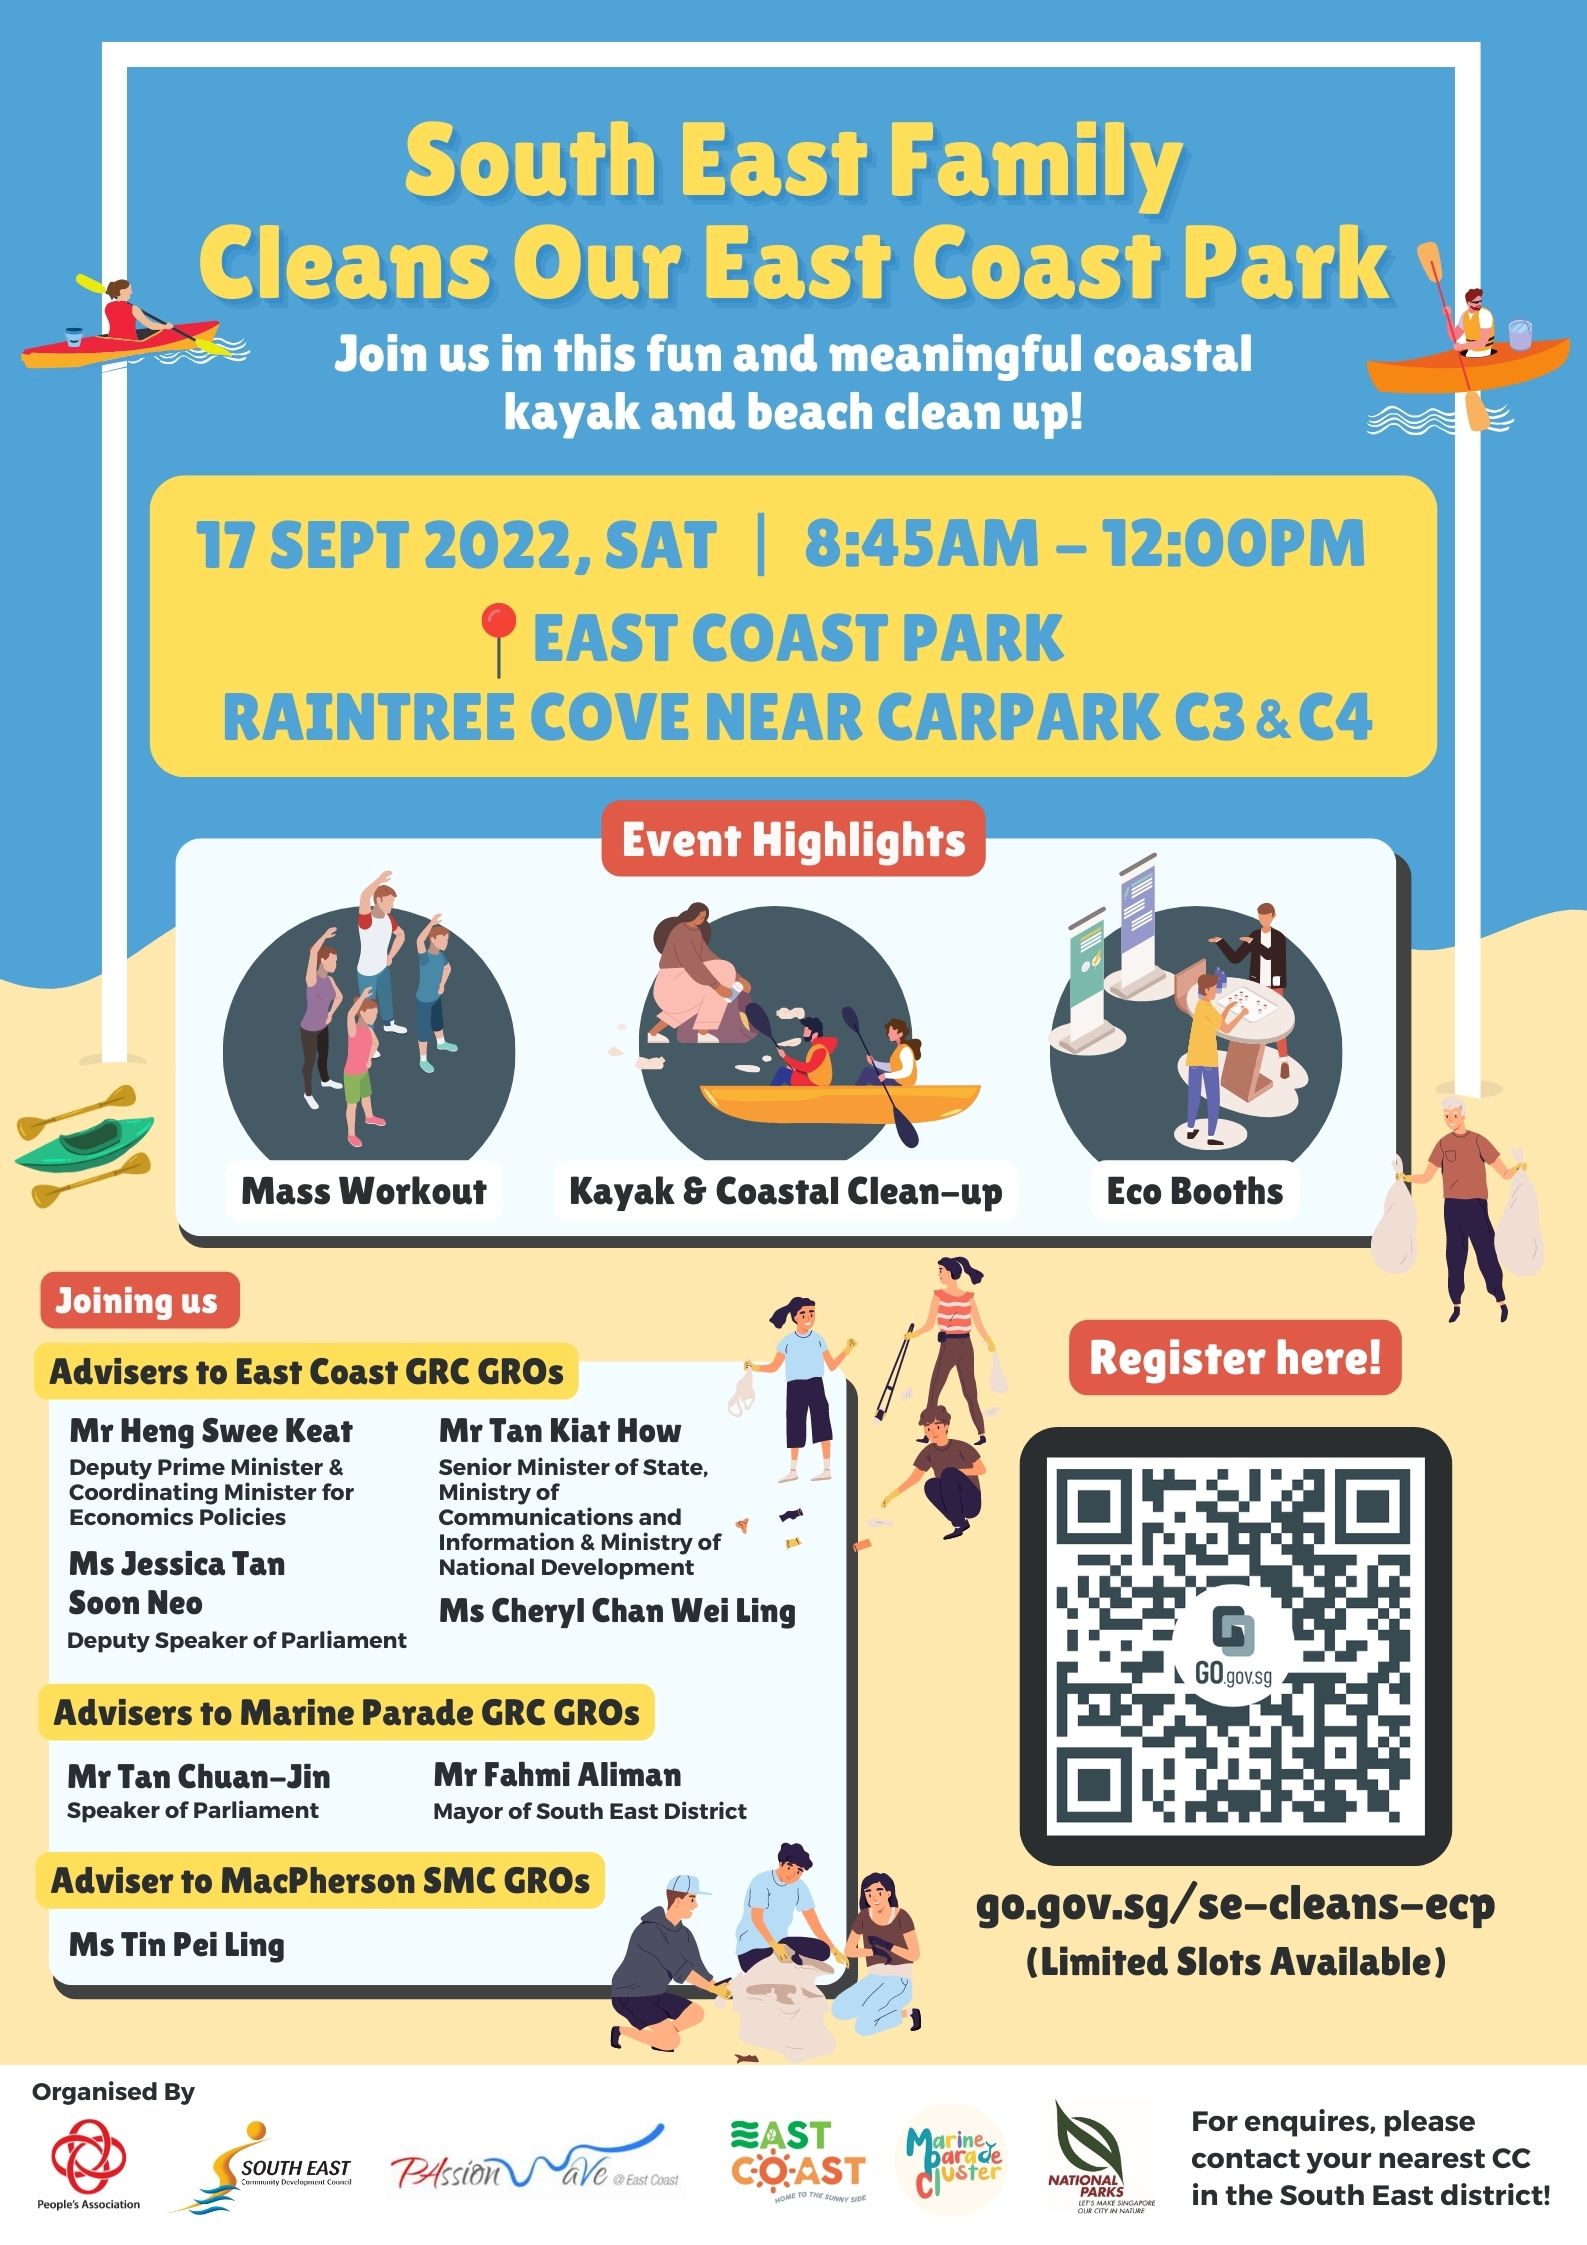 South East Family
Cleans Our East Coast Park
Join us in this fun and meaningful coastal
kayak and beach clean up!
17 SEPT 2022, SAT | 8:45AM – 12:00PM
EAST COAST PARK
RAINTREE COVE NEAR CARPARK C3 & C4
Event Highlights
Mass Workout
Kayak & Coastal Clean-up
Eco Booths
Joining us
Advisers to East Coast GRC GROs
Mr Heng Swee Keat
Deputy Prime Minister &
Coordinating Minister for
Economics Policies
Ms Jessica Tan
Soon Neo
Deputy Speaker of Parliament
Mr Tan Kiat How
Senior Minister of State,
Ministry of
Communications and
Information & Ministry of
National Development
Ms Cheryl Chan Wei Ling
Advisers to Marine Parade GRC GROs
Mr Tan Chuan-Jin
Speaker of Parliament
Mr Fahmi Aliman
Mayor of South East District
Adviser to MacPherson SMC GROs
Ms Tin Pei Ling
Register here!
GO.gov.sg
go.gov.sg/se-cleans-ecp
(Limited Slots Available)
Organised By
People's Association
SOUTH EAST
Community Development Council
PAssion WaVe @ East Coast
EAST
COAST
HOME TO THE SUNNY SIDE
Marine
Parade
Cluster
NATIONAL
PARKS
LET'S MAKE SINGAPORE
OUR CITY IN NATURE
For enquires, please
contact your nearest CC
in the South East district!